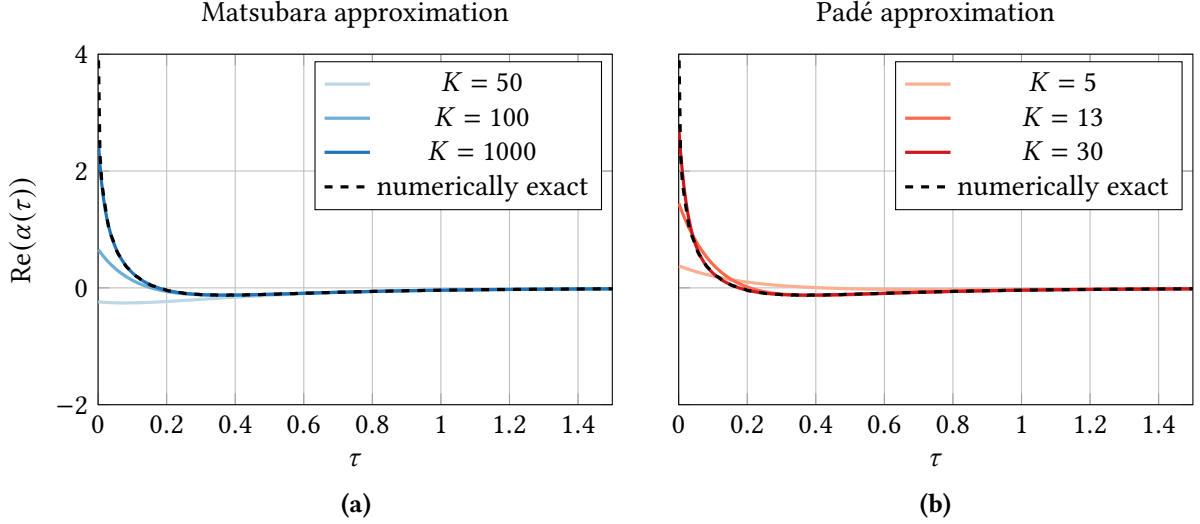 Matsubara approximation
Padé approximation
4
2
0
−2
Re(α(τ))
K = 50
K = 100
K = 1000
numerically exact
0 0.2 0.4 0.6 0.8 1 1.2 1.4
τ
(a)
K = 5
K = 13
K = 30
numerically exact
0 0.2 0.4 0.6 0.8 1 1.2 1.4
τ
(b)